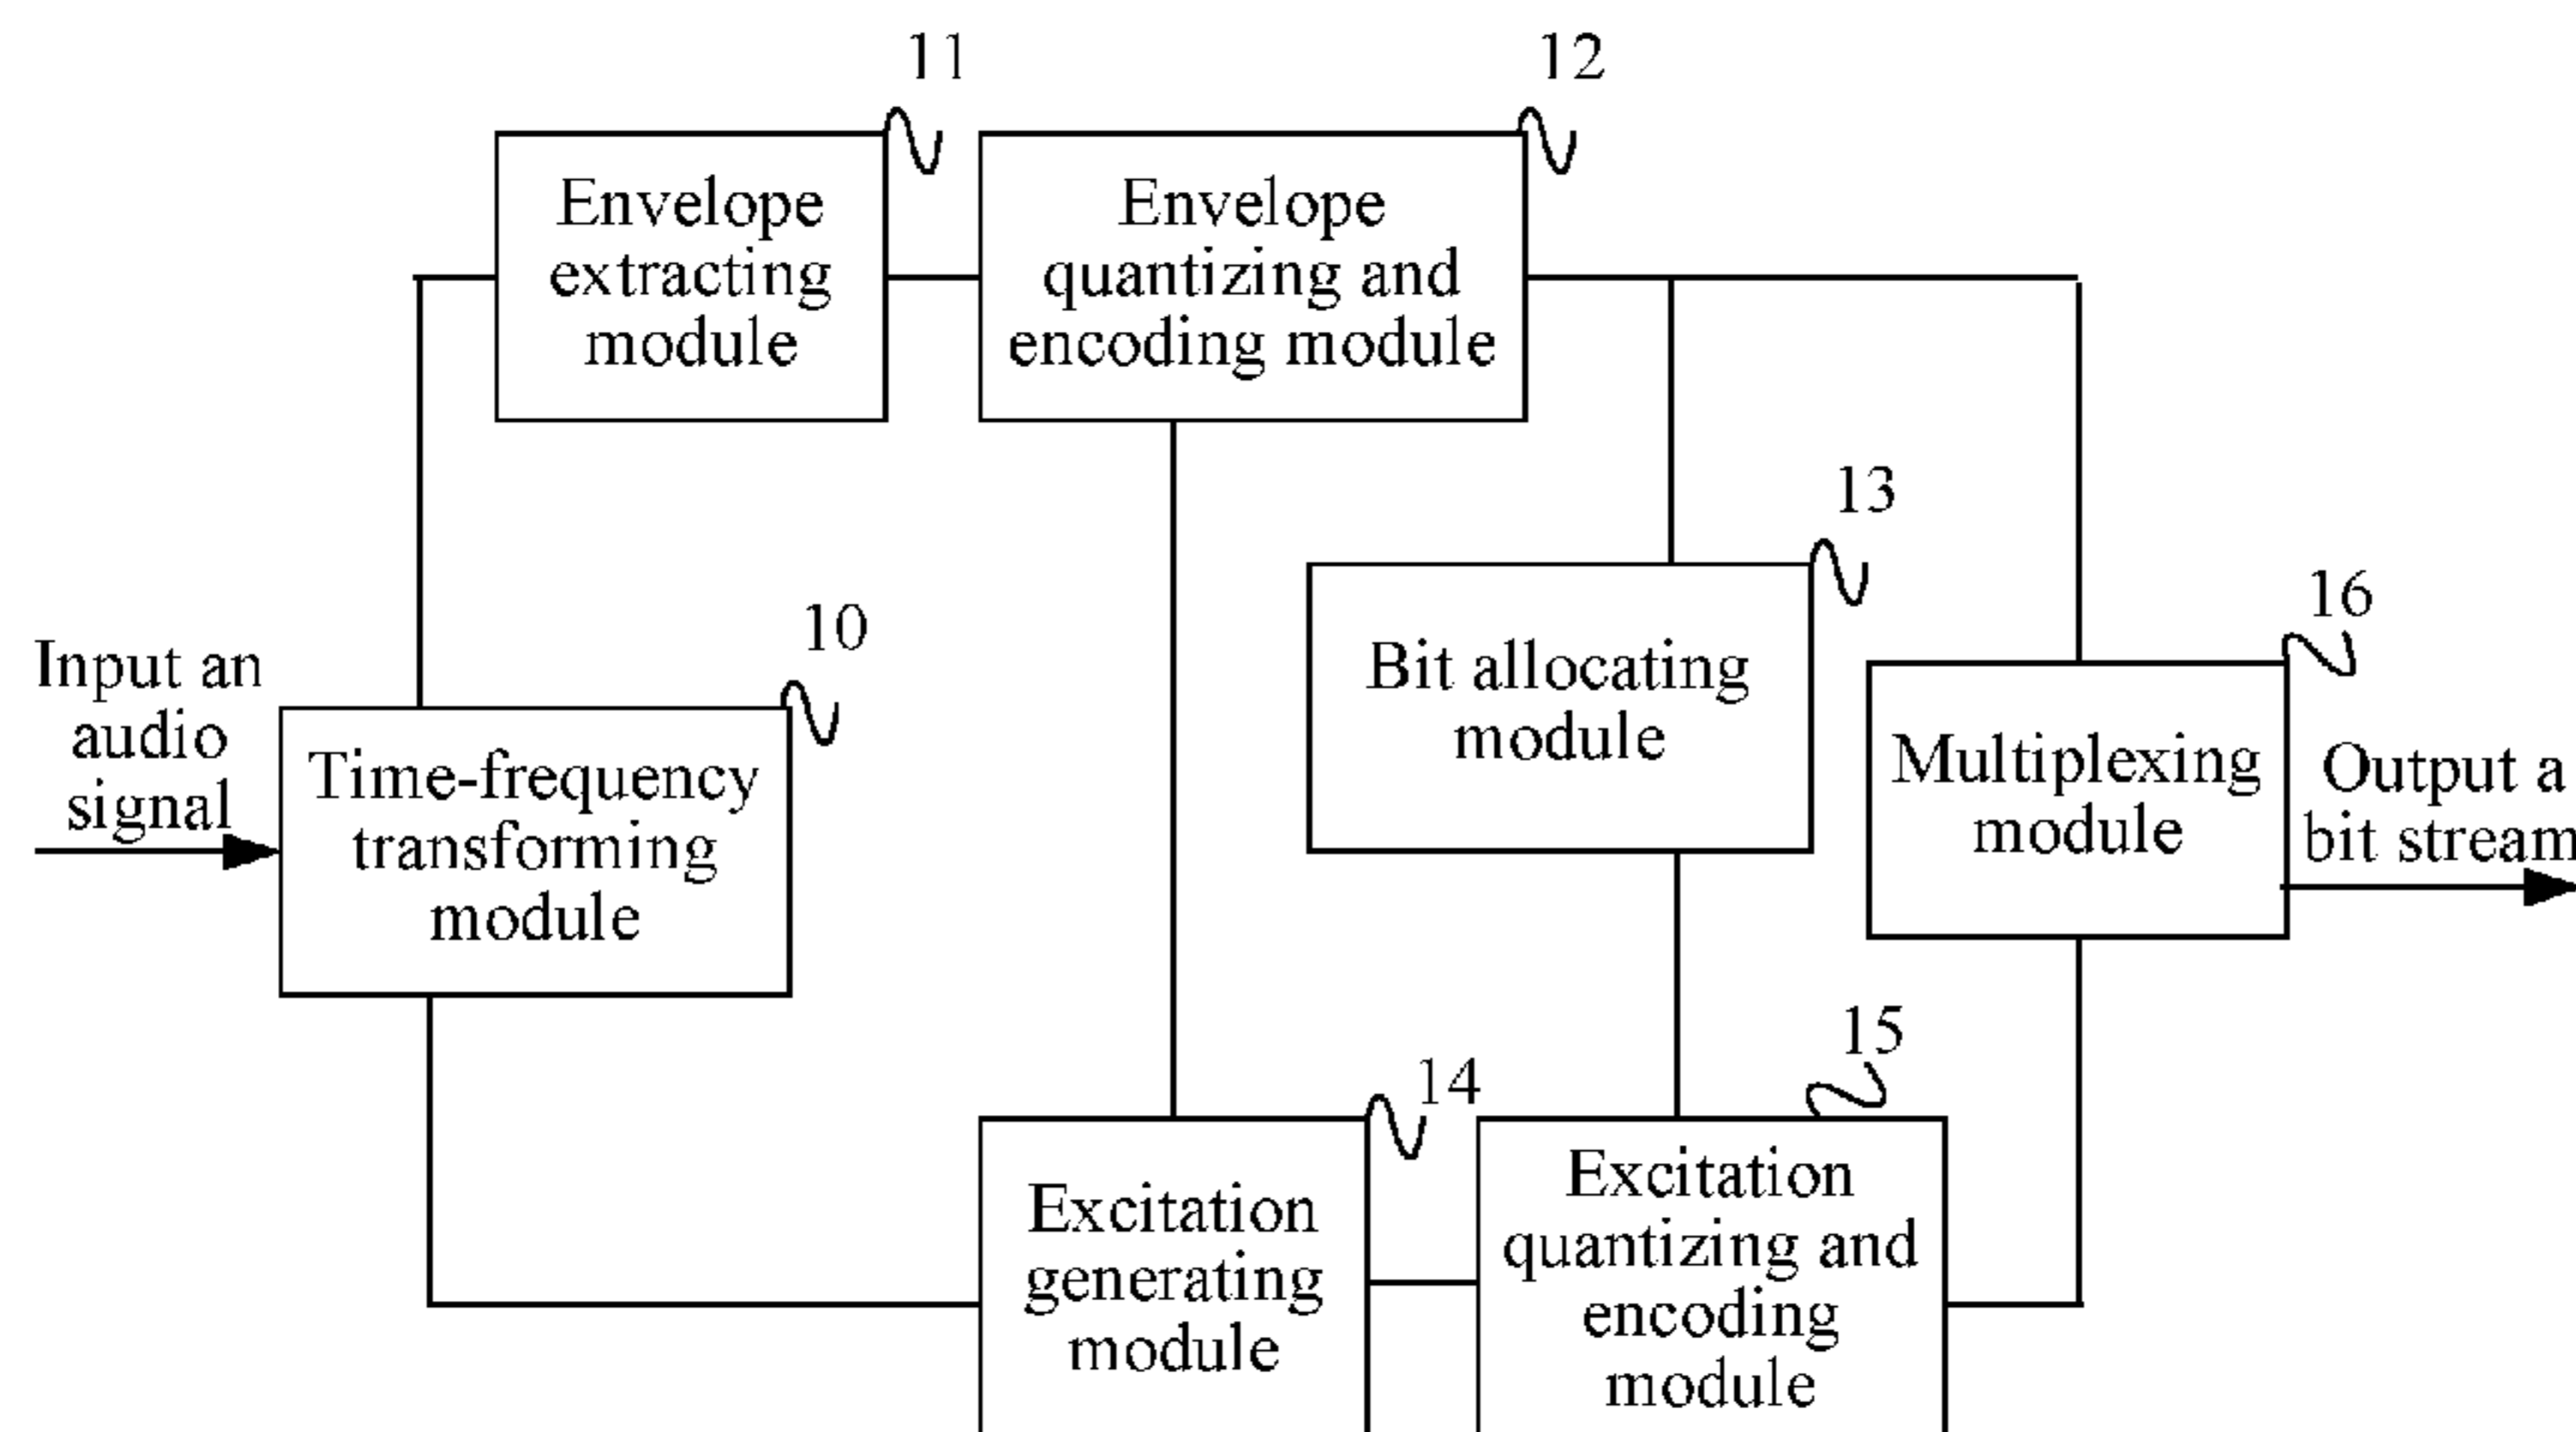 11
12
Envelope
extracting
module
Envelope
quantizing and
encoding module
13
16
10
Input an
audio
signal
Time-frequency
transforming
module
Bit allocating
module
Multiplexing
module
Output a
bit stream
15
14
Excitation
generating
module
Excitation
quantizing and
encoding
module